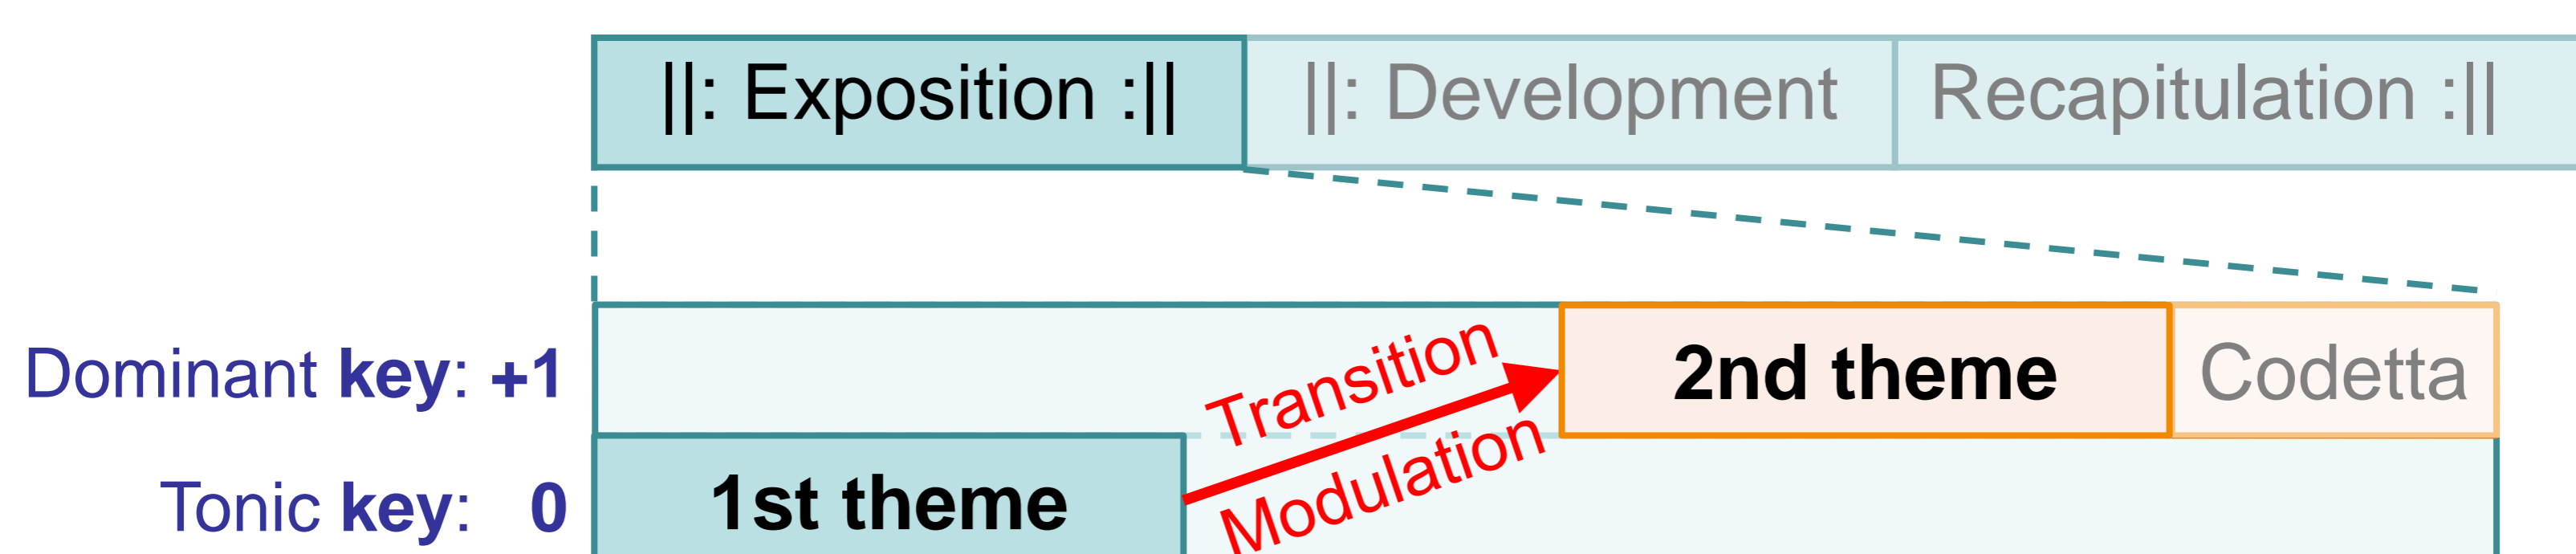 ||: Exposition :|| ||: Development Recapitulation :||
Dominant key: +1 Transition 2nd theme Codetta
Tonic key: 0 1st theme Modulation